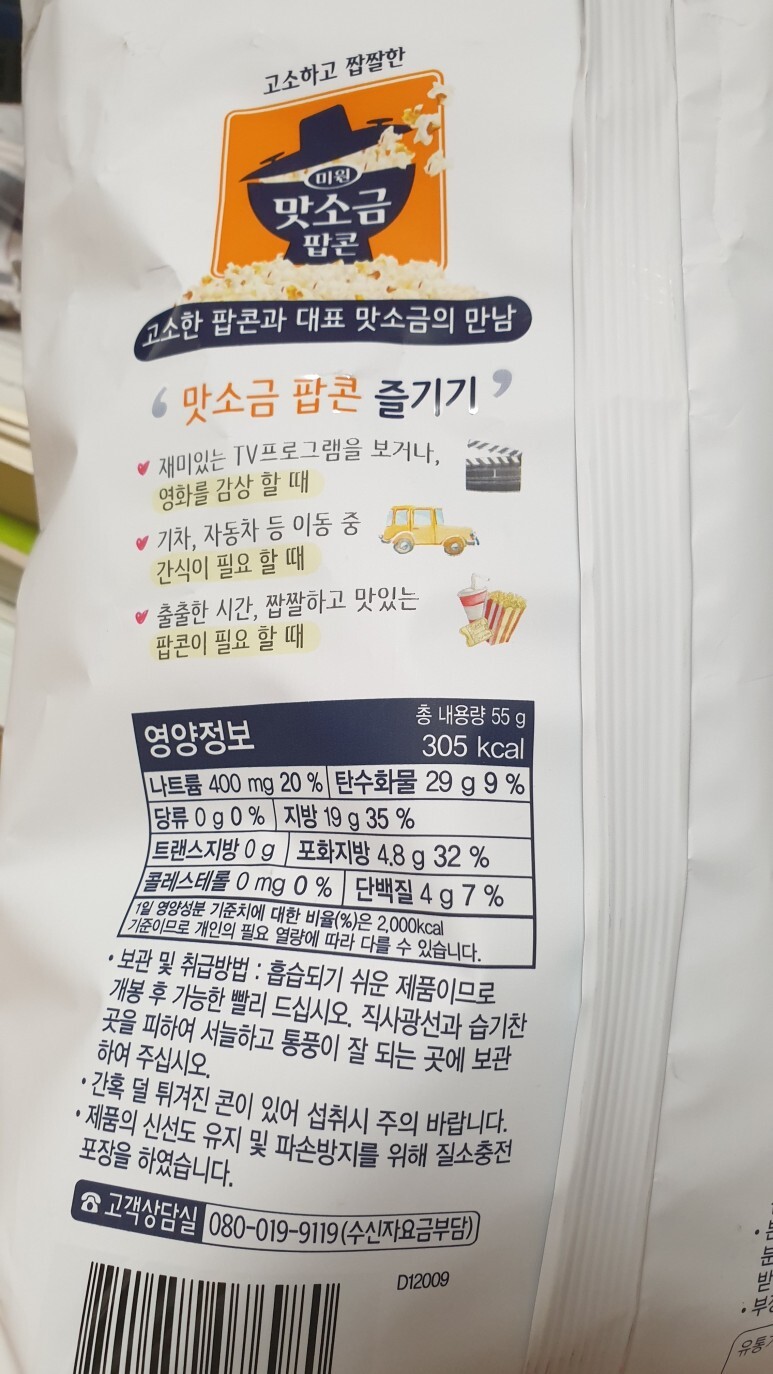 고소하고 짭짤한
미원
맛소금
팝콘
고소한 팝콘과 대표 맛소금의 만남
‘ 맛소금 팝콘 즐기기 ’
재미있는 TV프로그램을 보거나,
영화를 감상 할 때
기차, 자동차 등 이동 중
간식이 필요 할 때
출출한 시간, 짭짤하고 맛있는
팝콘이 필요 할 때
영양정보
총 내용량 55 g
305 kcal
나트륨 400 mg 20 % 탄수화물 29 g 9 %
당류 0 g 0 % 지방 19 g 35 %
트랜스지방 0 g 포화지방 4.8 g 32 %
콜레스테롤 0 mg 0 % 단백질 4 g 7 %
1일 영양성분 기준치에 대한 비율(%)은 2,000kcal
기준이므로 개인의 필요 열량에 따라 다를 수 있습니다.
• 보관 및 취급방법 : 흡습되기 쉬운 제품이므로
개봉 후 가능한 빨리 드십시오. 직사광선과 습기찬
곳을 피하여 서늘하고 통풍이 잘 되는 곳에 보관
하여 주십시오.
• 간혹 덜 튀겨진 콘이 있어 섭취시 주의 바랍니다.
• 제품의 신선도 유지 및 파손방지를 위해 질소충전
포장을 하였습니다.
☎ 고객상담실 080-019-9119(수신자요금부담)
D12009